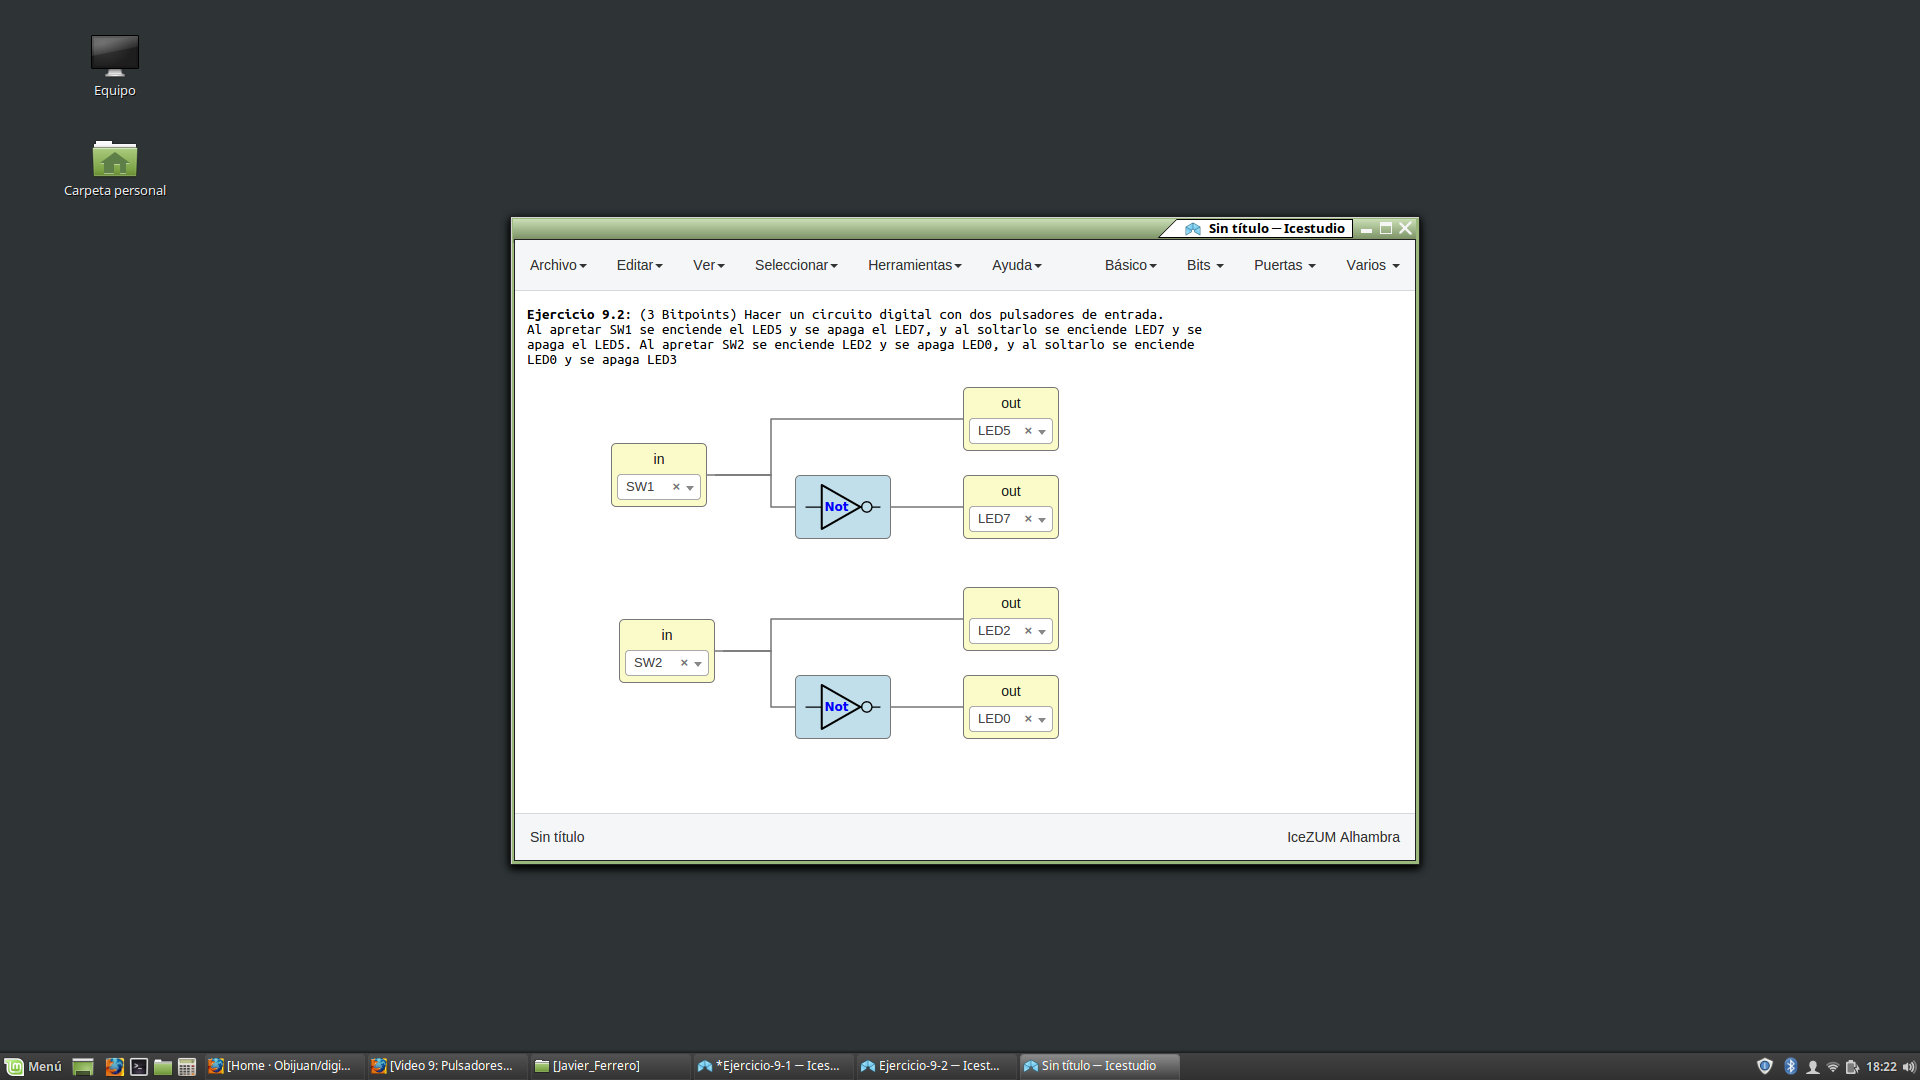 Equipo
Carpeta personal
Sin título — Icestudio
Archivo Editar Ver Seleccionar Herramientas Ayuda Básico Bits Puertas Varios
Ejercicio 9.2: (3 Bitpoints) Hacer un circuito digital con dos pulsadores de entrada.
Al apretar SW1 se enciende el LED5 y se apaga el LED7, y al soltarlo se enciende LED7 y se
apaga el LED5. Al apretar SW2 se enciende LED2 y se apaga LED0, y al soltarlo se enciende
LED0 y se apaga LED3
out
LED5
in
SW1
Not
out
LED7
out
LED2
in
SW2
Not
out
LED0
Sin título IceZUM Alhambra
Menú [Home · Obijuan/digi... [Video 9: Pulsadores... [Javier_Ferrero] *Ejercicio-9-1 — Ices... Ejercicio-9-2 — Icest... Sin título — Icestudio 18:22